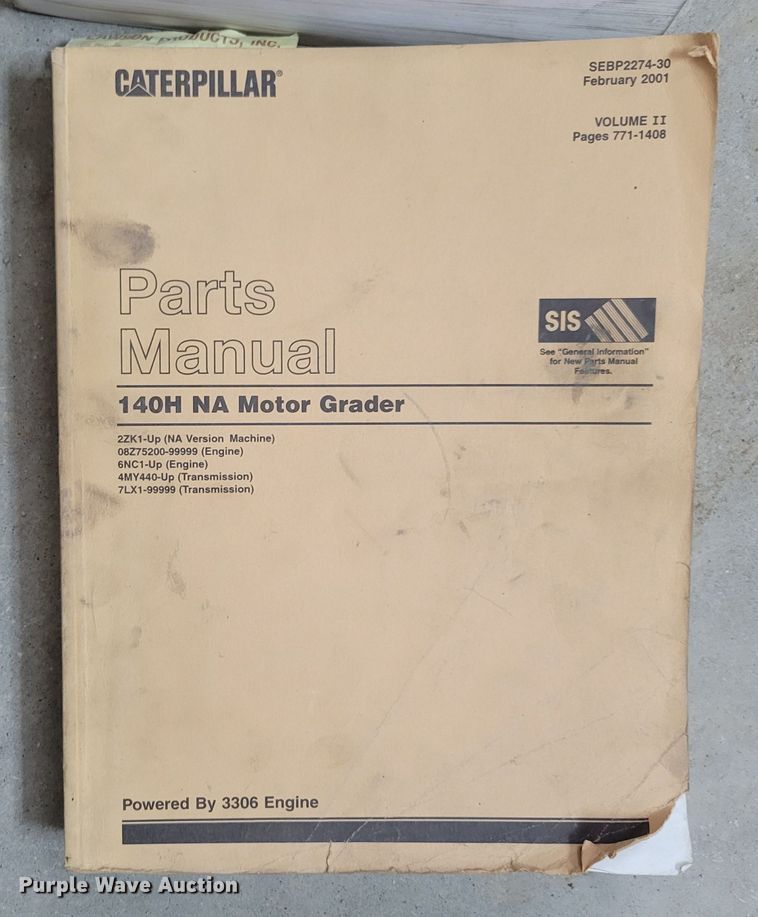 PRODUCTS, INC.
CATERPILLAR®
SEBP2274-30
February 2001
VOLUME II
Pages 771-1408
Parts
Manual
SIS
See "General Information"
for New Parts Manual
Features.
140H NA Motor Grader
2ZK1-Up (NA Version Machine)
08Z75200-99999 (Engine)
6NC1-Up (Engine)
4MY440-Up (Transmission)
7LX1-99999 (Transmission)
Powered By 3306 Engine
Purple Wave Auction